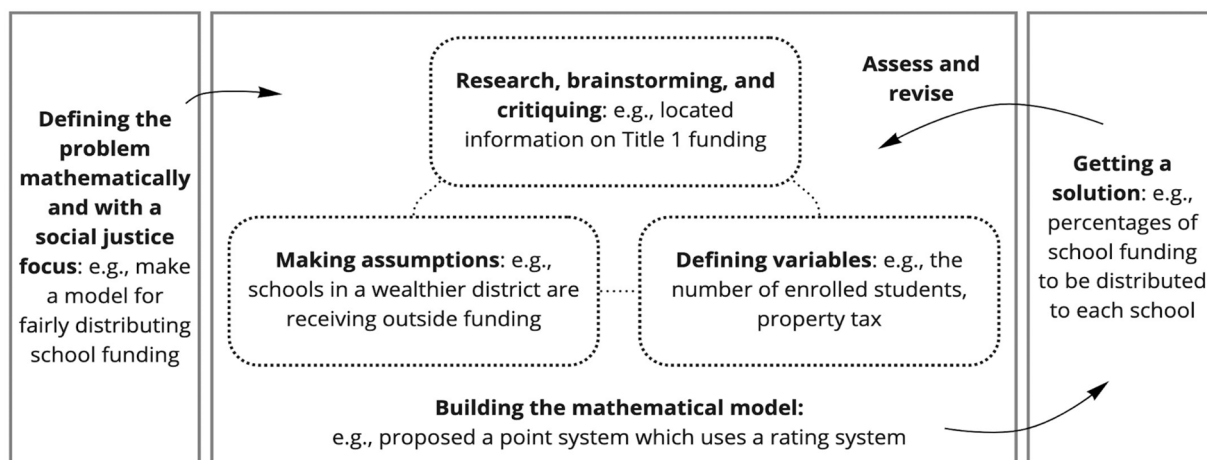 Defining the
problem
mathematically
and with a
social justice
focus: e.g., make
a model for
fairly distributing
school funding
Research, brainstorming, and
critiquing: e.g., located
information on Title 1 funding
Making assumptions: e.g.,
schools in a wealthier district are
receiving outside funding
Defining variables: e.g., the
number of enrolled students,
property tax
Building the mathematical model:
e.g., proposed a point system which uses a rating system
Assess and
revise
Getting a
solution: e.g.,
percentages of
school funding
to be distributed
to each school